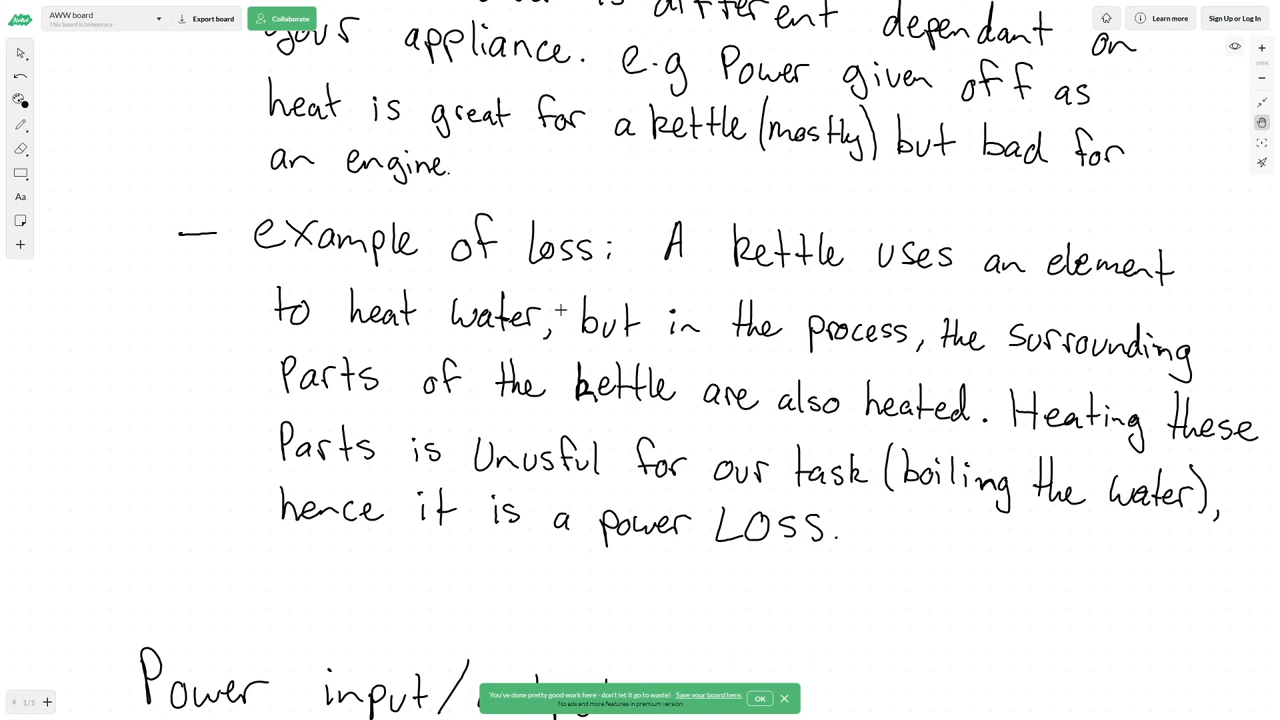 AWW board
This board is temporary
Export board
Collaborate
Learn more
Sign Up or Log In
is different dependant on
your appliance. e.g Power given off as
heat is great for a kettle (mostly) but bad for
an engine.
— example of loss: A kettle uses an element
to heat water, but in the process, the surrounding
Parts of the kettle are also heated. Heating these
Parts is Unusful for our task (boiling the water),
hence it is a power LOSS.
Power input/
You've done pretty good work here - don't let it go to waste! Save your board here.
No ads and more features in premium version.
OK
Aa
1/1